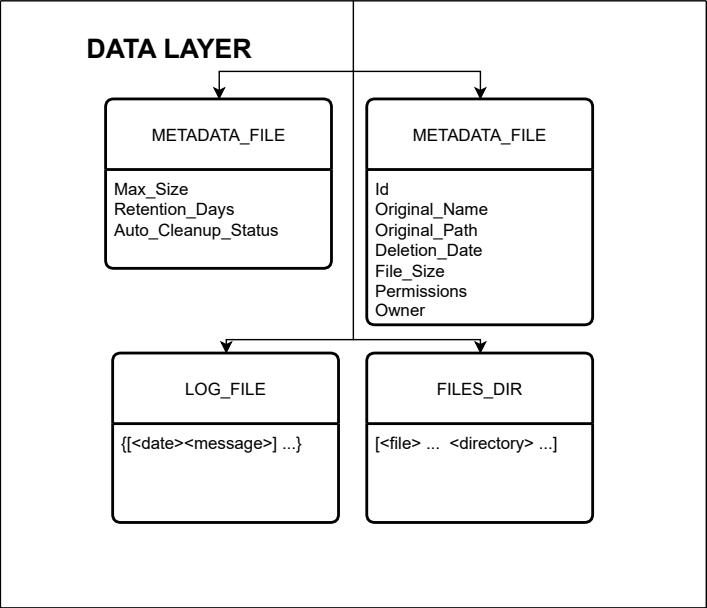 DATA LAYER
METADATA_FILE
Max_Size
Retention_Days
Auto_Cleanup_Status
METADATA_FILE
Id
Original_Name
Original_Path
Deletion_Date
File_Size
Permissions
Owner
LOG_FILE
{[<date><message>] ...}
FILES_DIR
[<file> ... <directory> ...]